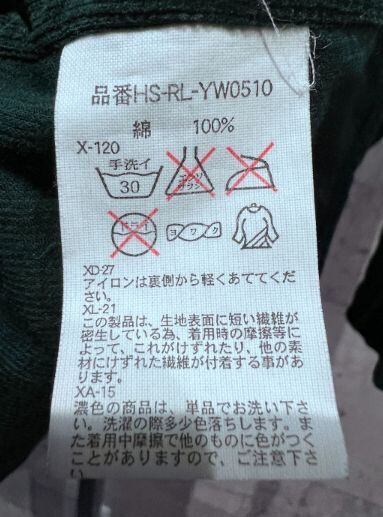 品番HS-RL-YW0510
綿 100%
X-120
手洗イ
30
エンソ
サラシ
ドライ
ヨワク
XD-27
アイロンは裏側から軽くあててくだ
さい。
XL-21
この製品は、生地表面に短い繊維が
密生している為、着用時の摩擦等に
よって、これがけずれたり、他の素
材にけずれた繊維が付着する事があ
ります。
XA-15
濃色の商品は、単品でお洗い下さ
い。洗濯の際多少色落ちします。ま
た着用中摩擦で他のものに色がつく
ことがありますので、ご注意下さ
い